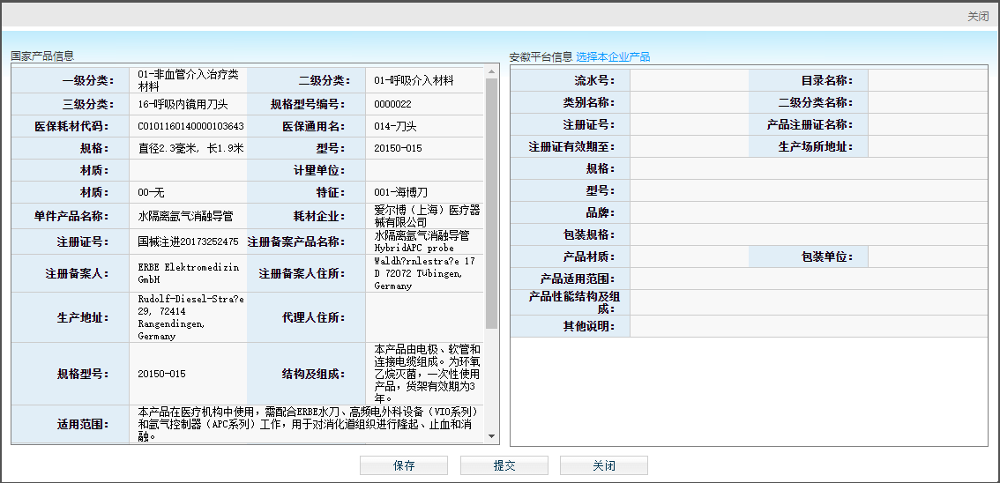 关闭
国家产品信息
一级分类： 01-非血管介入治疗类材料 二级分类： 01-呼吸介入材料
三级分类： 16-呼吸内镜用刀头 规格型号编号： 0000022
医保耗材代码： C0101160140000103643 医保通用名： 014-刀头
规格： 直径2.3毫米, 长1.9米 型号： 20150-015
材质： 计量单位：
材质： 00-无 特征： 001-海博刀
单件产品名称： 水隔离氩气消融导管 耗材企业： 爱尔博（上海）医疗器械有限公司
注册证号： 国械注进20173252475 注册备案产品名称： 水隔离氩气消融导管 HybridAPC probe
注册备案人： ERBE Elektromedizin GmbH 注册备案人住所： Waldh?rnlestra?e 17 D 72072 Tubingen, Germany
生产地址： Rudolf-Diesel-Stra?e 29, 72414 Rangendingen, Germany 代理人住所：
规格型号： 20150-015 结构及组成： 本产品由电极、软管和连接电缆组成。为环氧乙烷灭菌，一次性使用产品，货架有效期为3年。
适用范围： 本产品在医疗机构中使用，需配合ERBE水刀、高频电外科设备（VIO系列）
和氩气控制器（APC系列）工作，用于对消化道组织进行隆起、止血和消
融。
安徽平台信息 选择本企业产品
流水号： 目录名称：
类别名称： 二级分类名称：
注册证号： 产品注册证名称：
注册证有效期至： 生产场所地址：
规格：
型号：
品牌：
包装规格：
产品材质： 包装单位：
产品适用范围：
产品性能结构及组成：
其他说明：
保存 提交 关闭